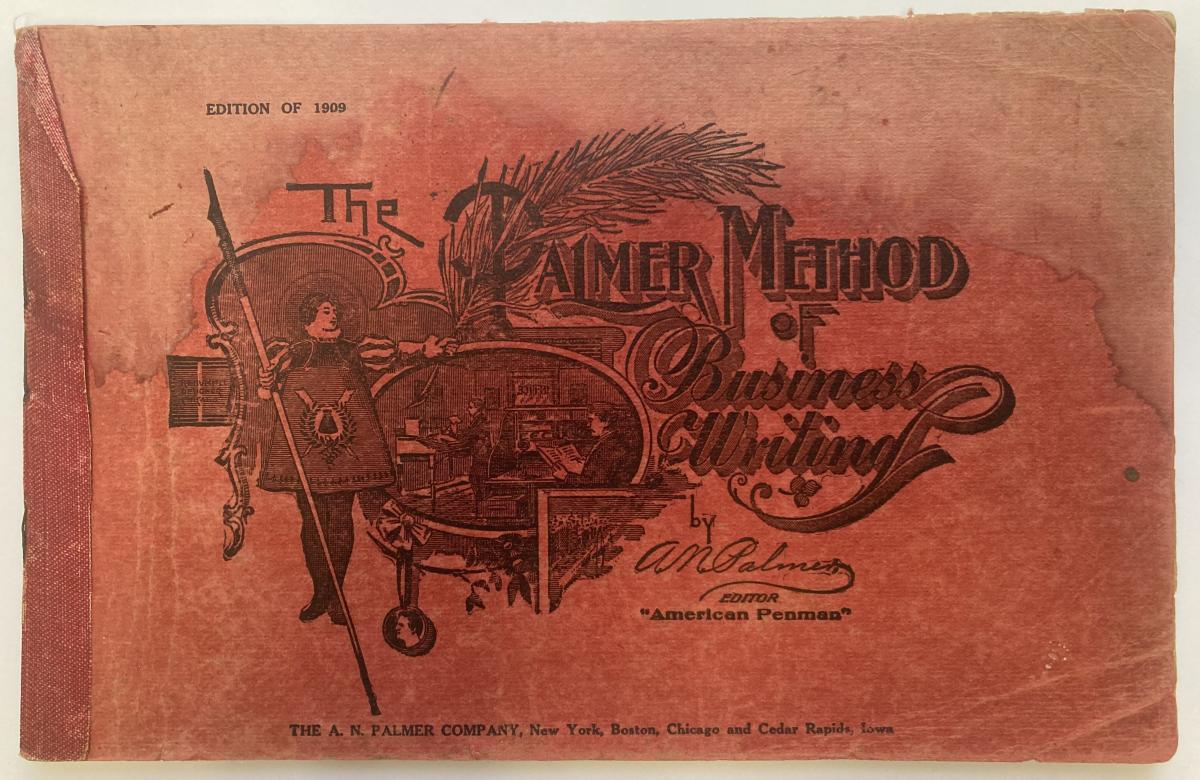 EDITION OF 1909
The Palmer Method
of
Business
Writing
by
A. N. Palmer
EDITOR
"American Penman"
THE A. N. PALMER COMPANY, New York, Boston, Chicago and Cedar Rapids, Iowa